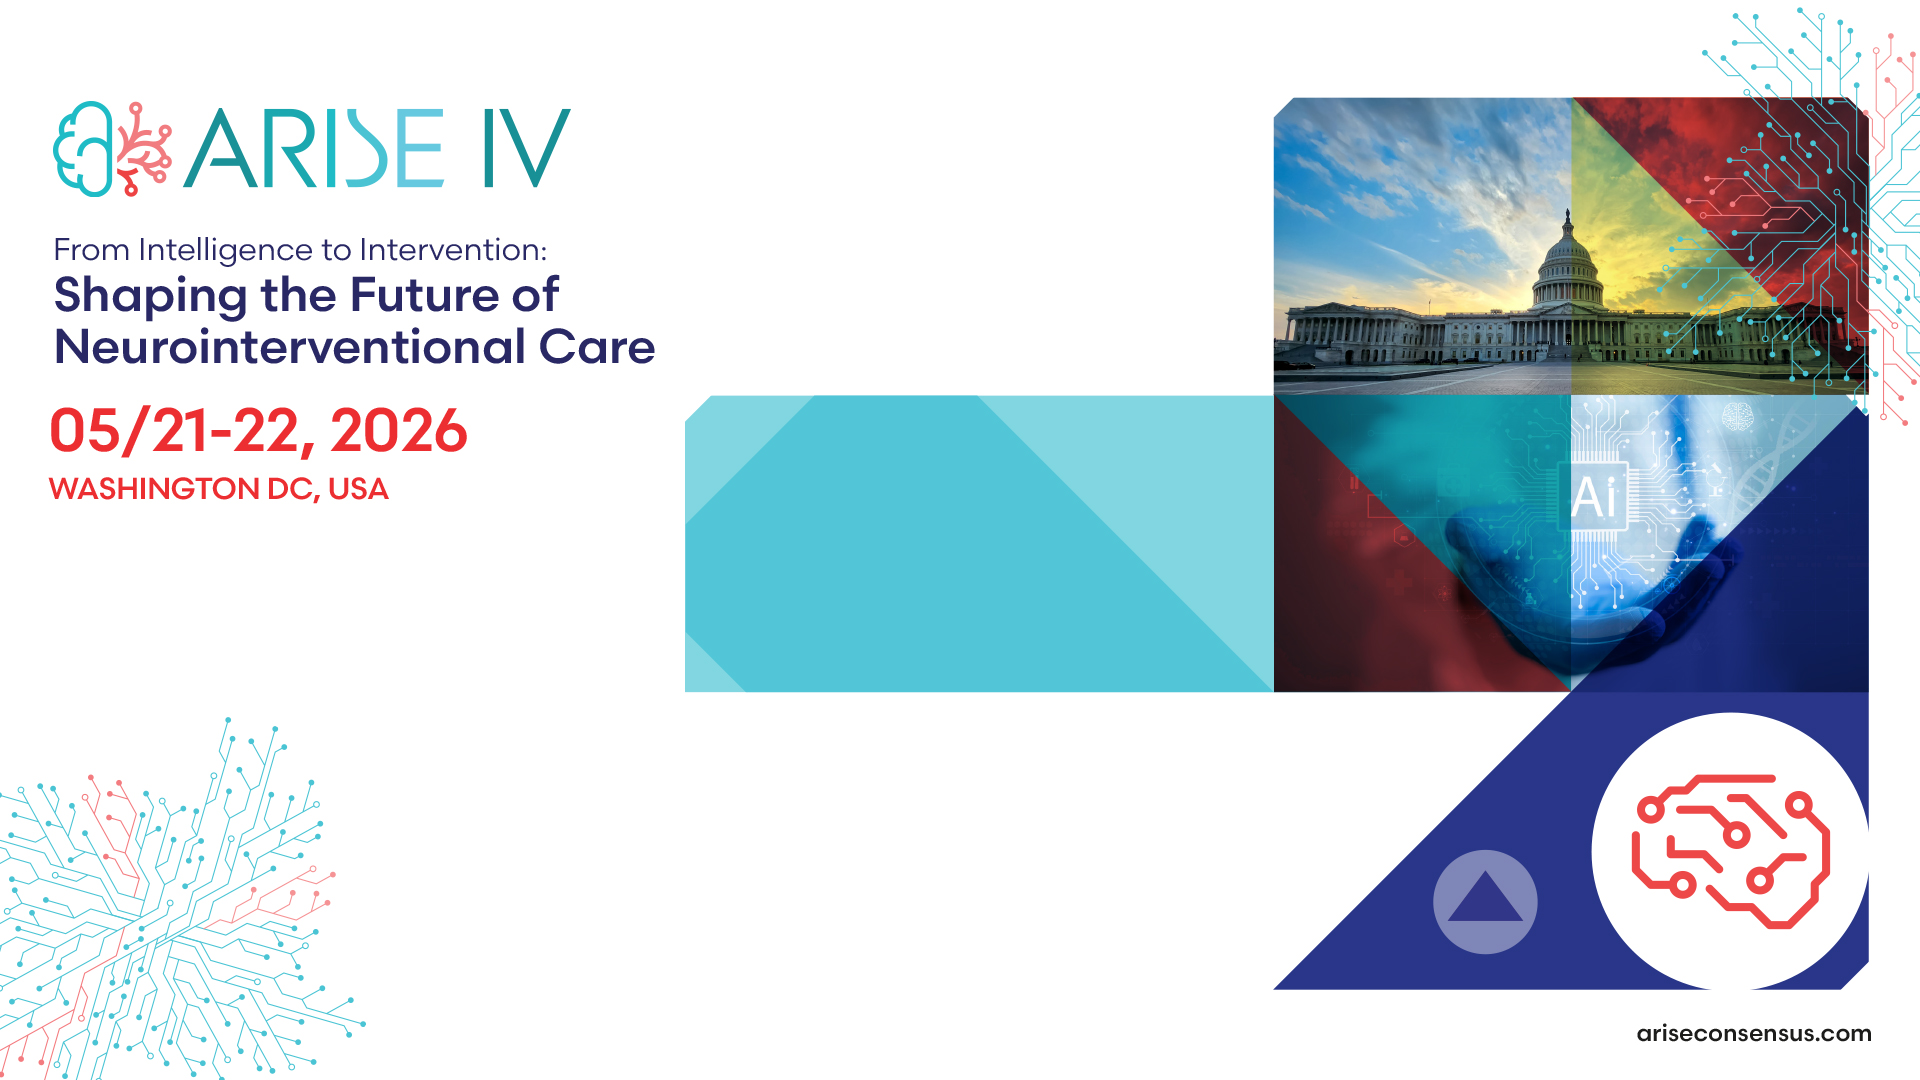 ARISE IV
From Intelligence to Intervention:
Shaping the Future of
Neurointerventional Care
05/21-22, 2026
WASHINGTON DC, USA
Ai
ariseconsensus.com